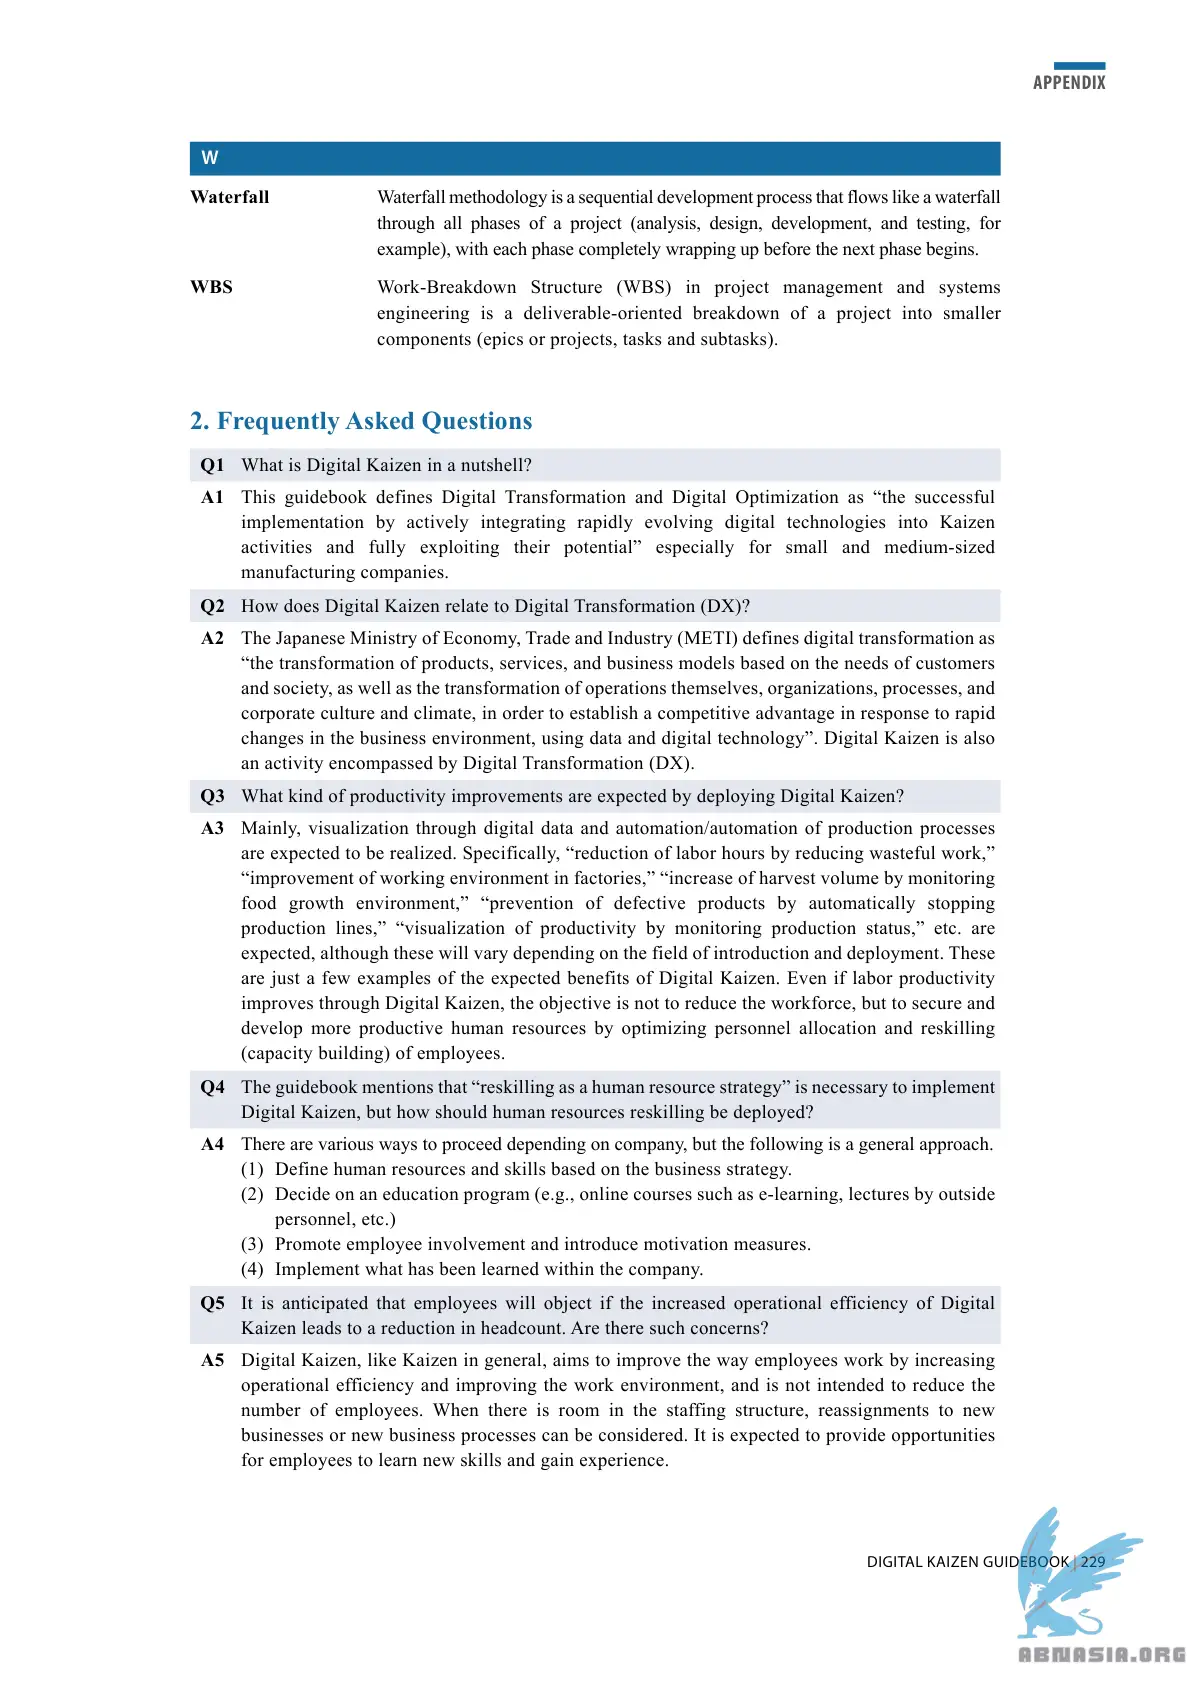 APPENDIX
W
Waterfall
Waterfall methodology is a sequential development process that flows like a waterfall
through all phases of a project (analysis, design, development, and testing, for
example), with each phase completely wrapping up before the next phase begins.
WBS
Work-Breakdown Structure (WBS) in project management and systems
engineering is a deliverable-oriented breakdown of a project into smaller
components (epics or projects, tasks and subtasks).
2. Frequently Asked Questions
Q1 What is Digital Kaizen in a nutshell?
A1 This guidebook defines Digital Transformation and Digital Optimization as “the successful
implementation by actively integrating rapidly evolving digital technologies into Kaizen
activities and fully exploiting their potential” especially for small and medium-sized
manufacturing companies.
Q2 How does Digital Kaizen relate to Digital Transformation (DX)?
A2 The Japanese Ministry of Economy, Trade and Industry (METI) defines digital transformation as
“the transformation of products, services, and business models based on the needs of customers
and society, as well as the transformation of operations themselves, organizations, processes, and
corporate culture and climate, in order to establish a competitive advantage in response to rapid
changes in the business environment, using data and digital technology”. Digital Kaizen is also
an activity encompassed by Digital Transformation (DX).
Q3 What kind of productivity improvements are expected by deploying Digital Kaizen?
A3 Mainly, visualization through digital data and automation/automation of production processes
are expected to be realized. Specifically, “reduction of labor hours by reducing wasteful work,”
“improvement of working environment in factories,” “increase of harvest volume by monitoring
food growth environment,” “prevention of defective products by automatically stopping
production lines,” “visualization of productivity by monitoring production status,” etc. are
expected, although these will vary depending on the field of introduction and deployment. These
are just a few examples of the expected benefits of Digital Kaizen. Even if labor productivity
improves through Digital Kaizen, the objective is not to reduce the workforce, but to secure and
develop more productive human resources by optimizing personnel allocation and reskilling
(capacity building) of employees.
Q4 The guidebook mentions that “reskilling as a human resource strategy” is necessary to implement
Digital Kaizen, but how should human resources reskilling be deployed?
A4 There are various ways to proceed depending on company, but the following is a general approach.
(1) Define human resources and skills based on the business strategy.
(2) Decide on an education program (e.g., online courses such as e-learning, lectures by outside
personnel, etc.)
(3) Promote employee involvement and introduce motivation measures.
(4) Implement what has been learned within the company.
Q5 It is anticipated that employees will object if the increased operational efficiency of Digital
Kaizen leads to a reduction in headcount. Are there such concerns?
A5 Digital Kaizen, like Kaizen in general, aims to improve the way employees work by increasing
operational efficiency and improving the work environment, and is not intended to reduce the
number of employees. When there is room in the staffing structure, reassignments to new
businesses or new business processes can be considered. It is expected to provide opportunities
for employees to learn new skills and gain experience.
DIGITAL KAIZEN GUIDEBOOK | 229
ABNASIA.ORG